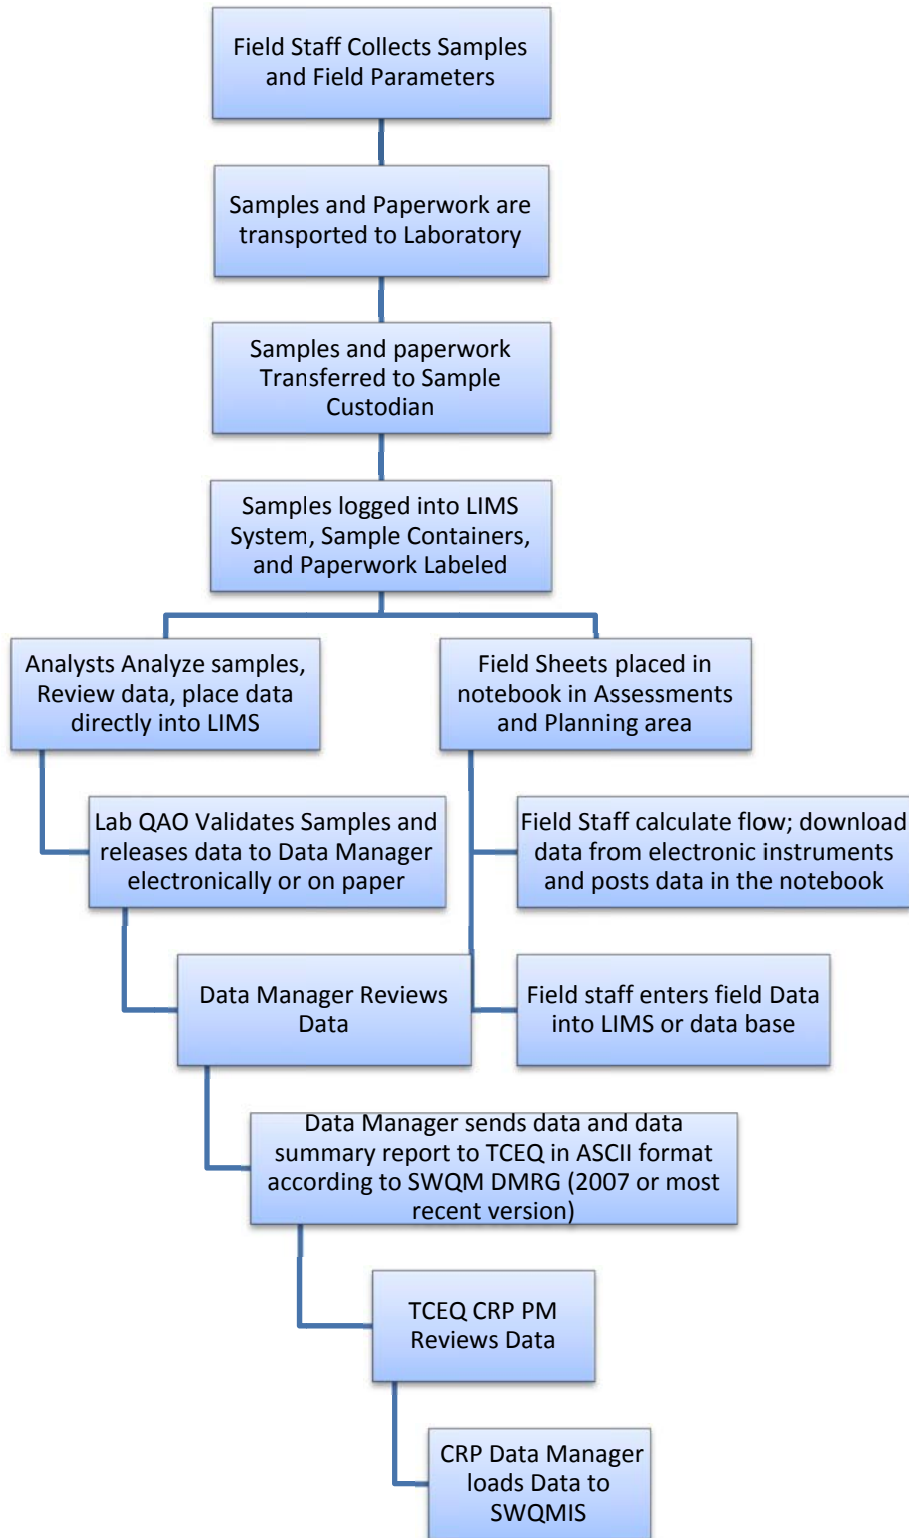 Field Staff Collects Samples
and Field Parameters
Samples and Paperwork are
transported to Laboratory
Samples and paperwork
Transferred to Sample
Custodian
Samples logged into LIMS
System, Sample Containers,
and Paperwork Labeled
Analysts Analyze samples,
Review data, place data
directly into LIMS
Field Sheets placed in
notebook in Assessments
and Planning area
Lab QAO Validates Samples and
releases data to Data Manager
electronically or on paper
Field Staff calculate flow; download
data from electronic instruments
and posts data in the notebook
Data Manager Reviews
Data
Field staff enters field Data
into LIMS or data base
Data Manager sends data and data
summary report to TCEQ in ASCII format
according to SWQM DMRG (2007 or most
recent version)
TCEQ CRP PM
Reviews Data
CRP Data Manager
loads Data to
SWQMIS